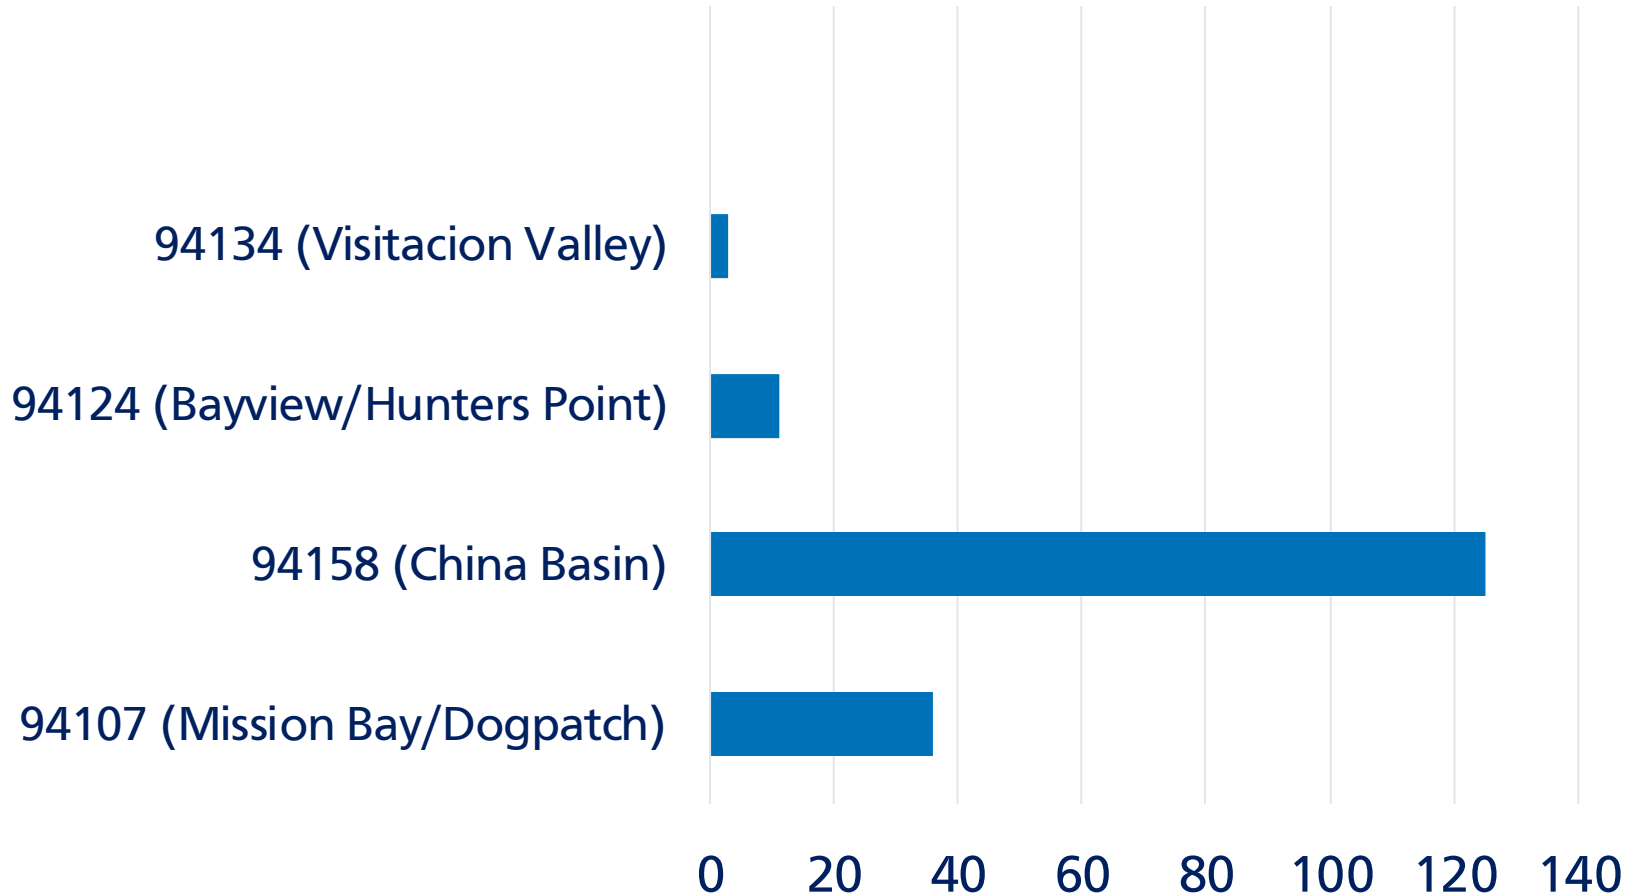 94134 (Visitacion Valley)
94124 (Bayview/Hunters Point)
94158 (China Basin)
94107 (Mission Bay/Dogpatch)
0 20 40 60 80 100 120 140